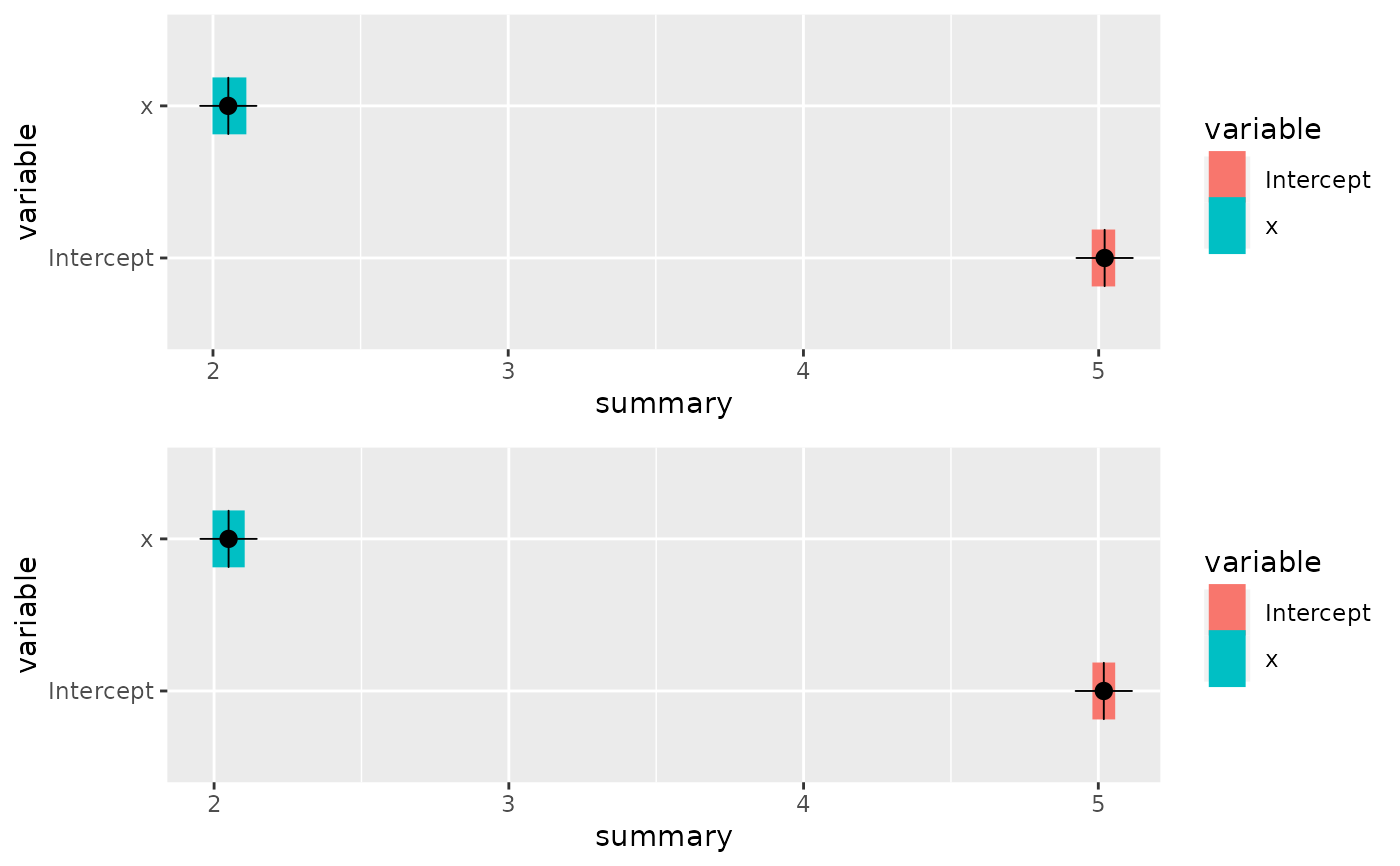 variable
x
Intercept
2 3 4 5
summary
variable
Intercept
x
variable
x
Intercept
2 3 4 5
summary
variable
Intercept
x